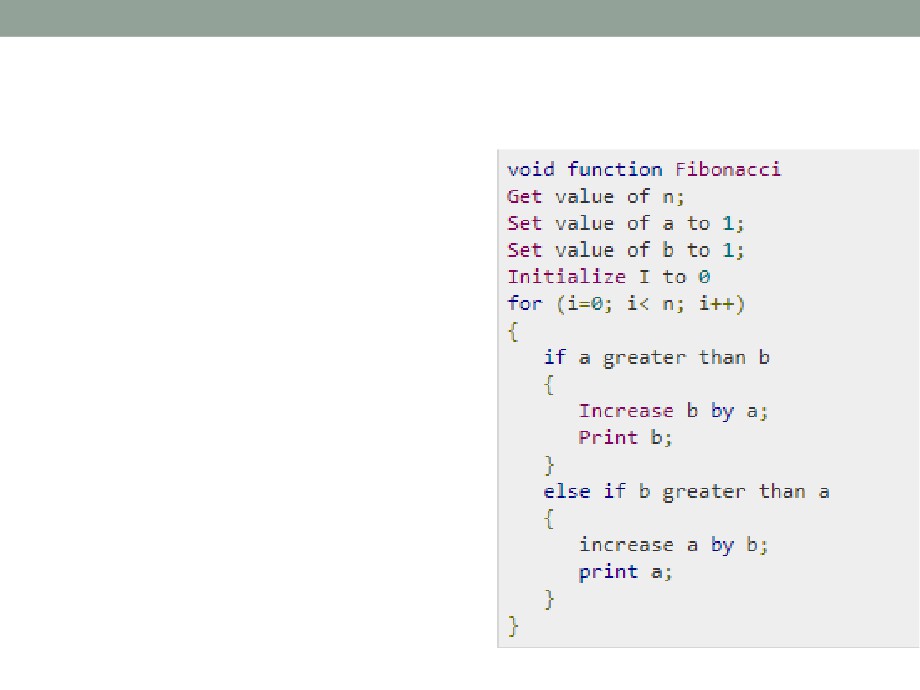 void function Fibonacci
Get value of n;
Set value of a to 1;
Set value of b to 1;
Initialize I to 0
for (i=0; i< n; i++)
{
   if a greater than b
   {
      Increase b by a;
      Print b;
   }
   else if b greater than a
   {
      increase a by b;
      print a;
   }
}